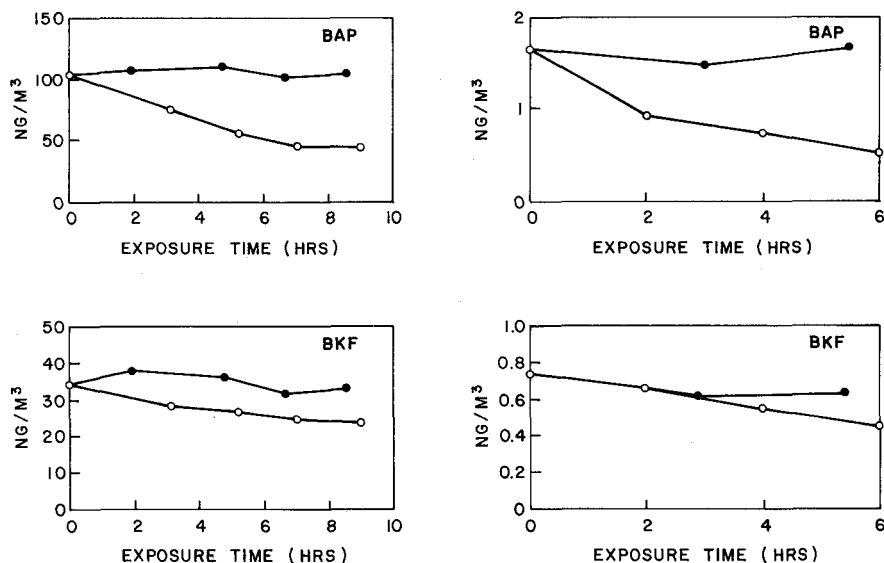 BAP
150
100
50
0
NG/M³
0 2 4 6 8 10
EXPOSURE TIME (HRS)
BAP
2
1
0
NG/M³
0 2 4 6
EXPOSURE TIME (HRS)
BKF
50
40
30
20
10
0
NG/M³
0 2 4 6 8 10
EXPOSURE TIME (HRS)
BKF
1.0
0.8
0.6
0.4
0.2
0
NG/M³
0 2 4 6
EXPOSURE TIME (HRS)